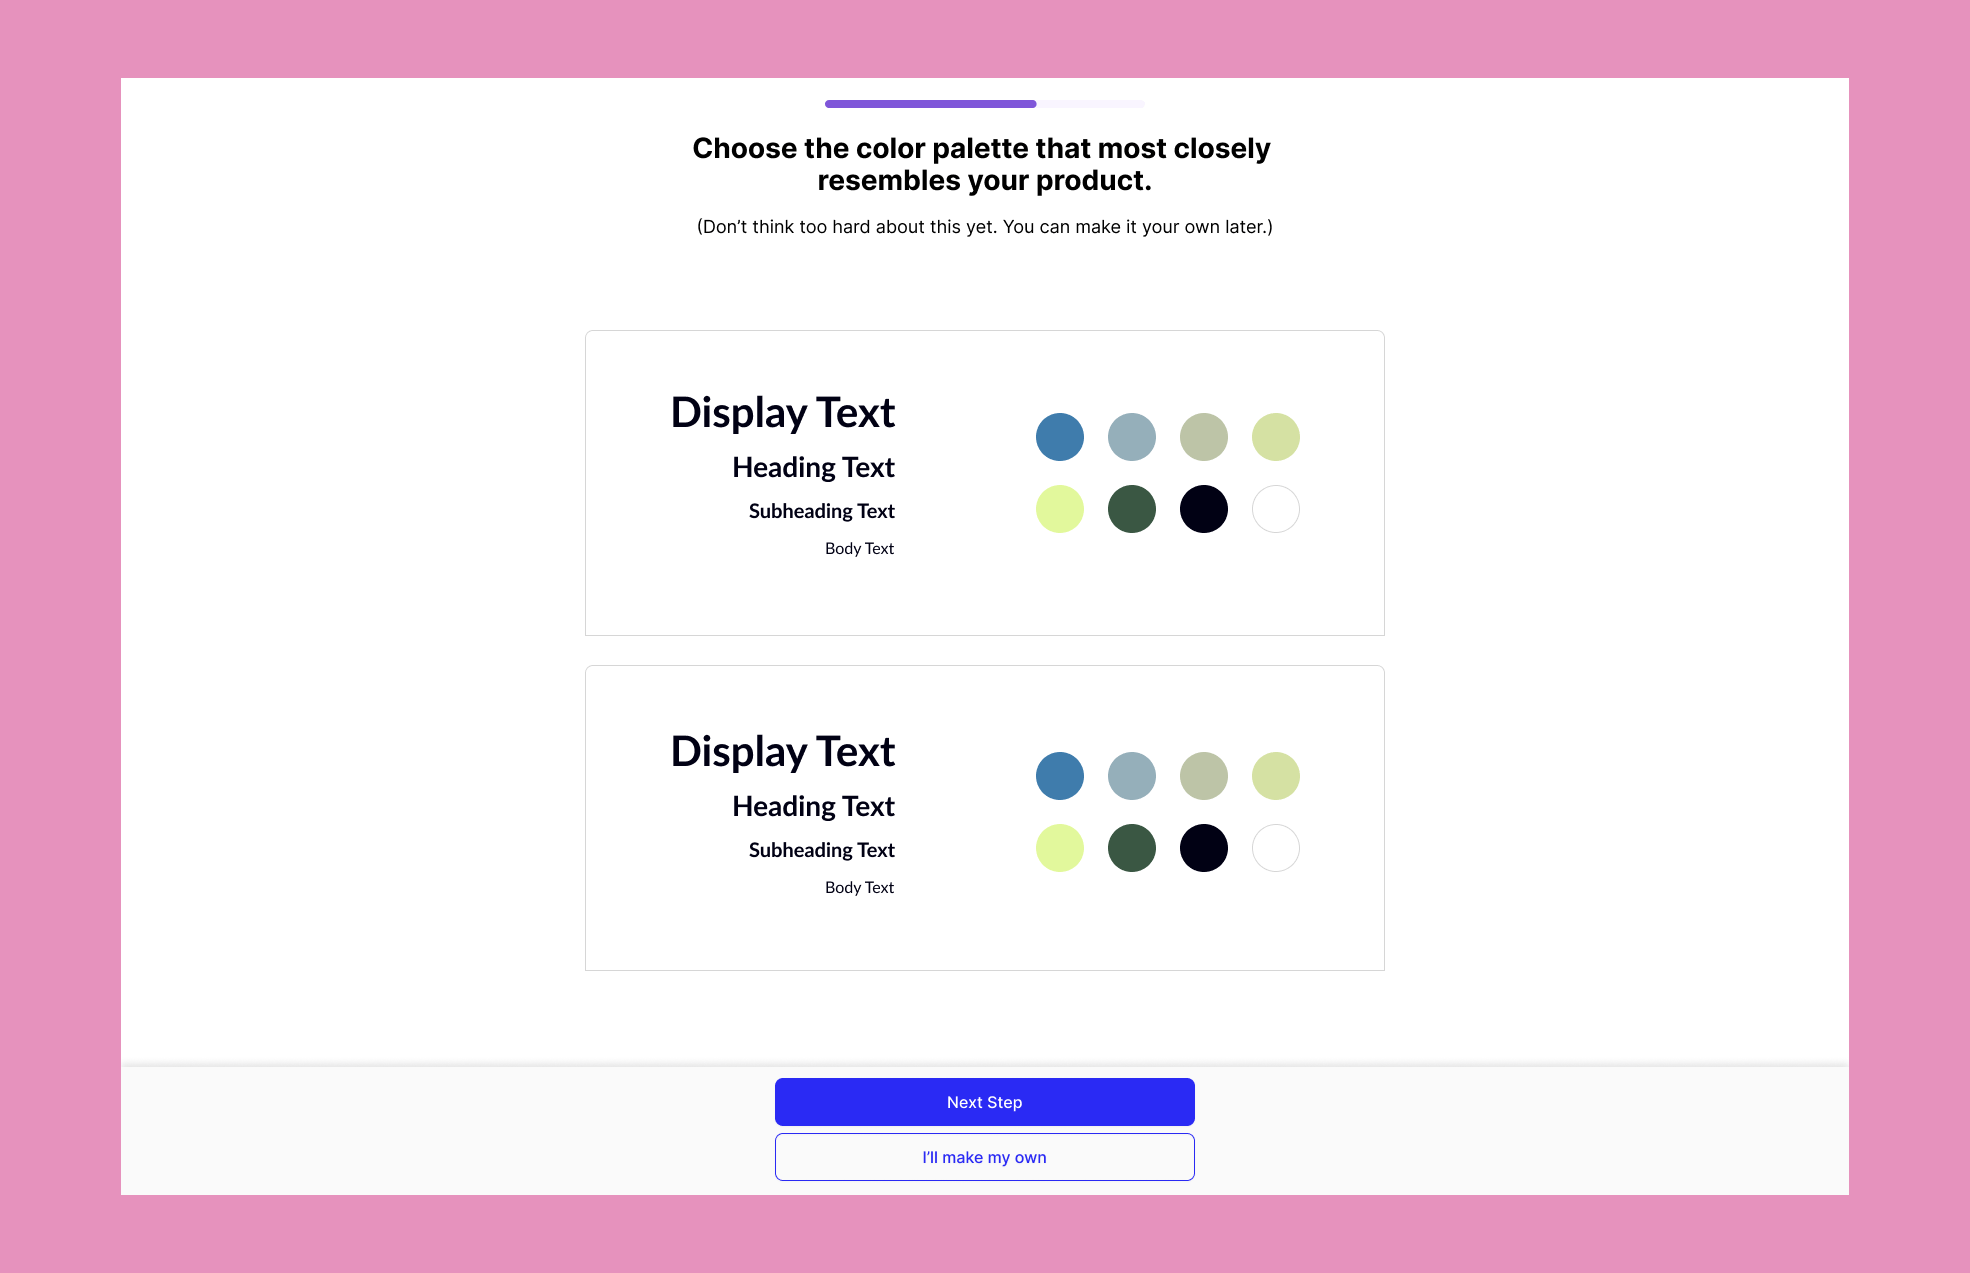 Choose the color palette that most closely
resembles your product.
(Don’t think too hard about this yet. You can make it your own later.)
Display Text
Heading Text
Subheading Text
Body Text
Display Text
Heading Text
Subheading Text
Body Text
Next Step
I’ll make my own